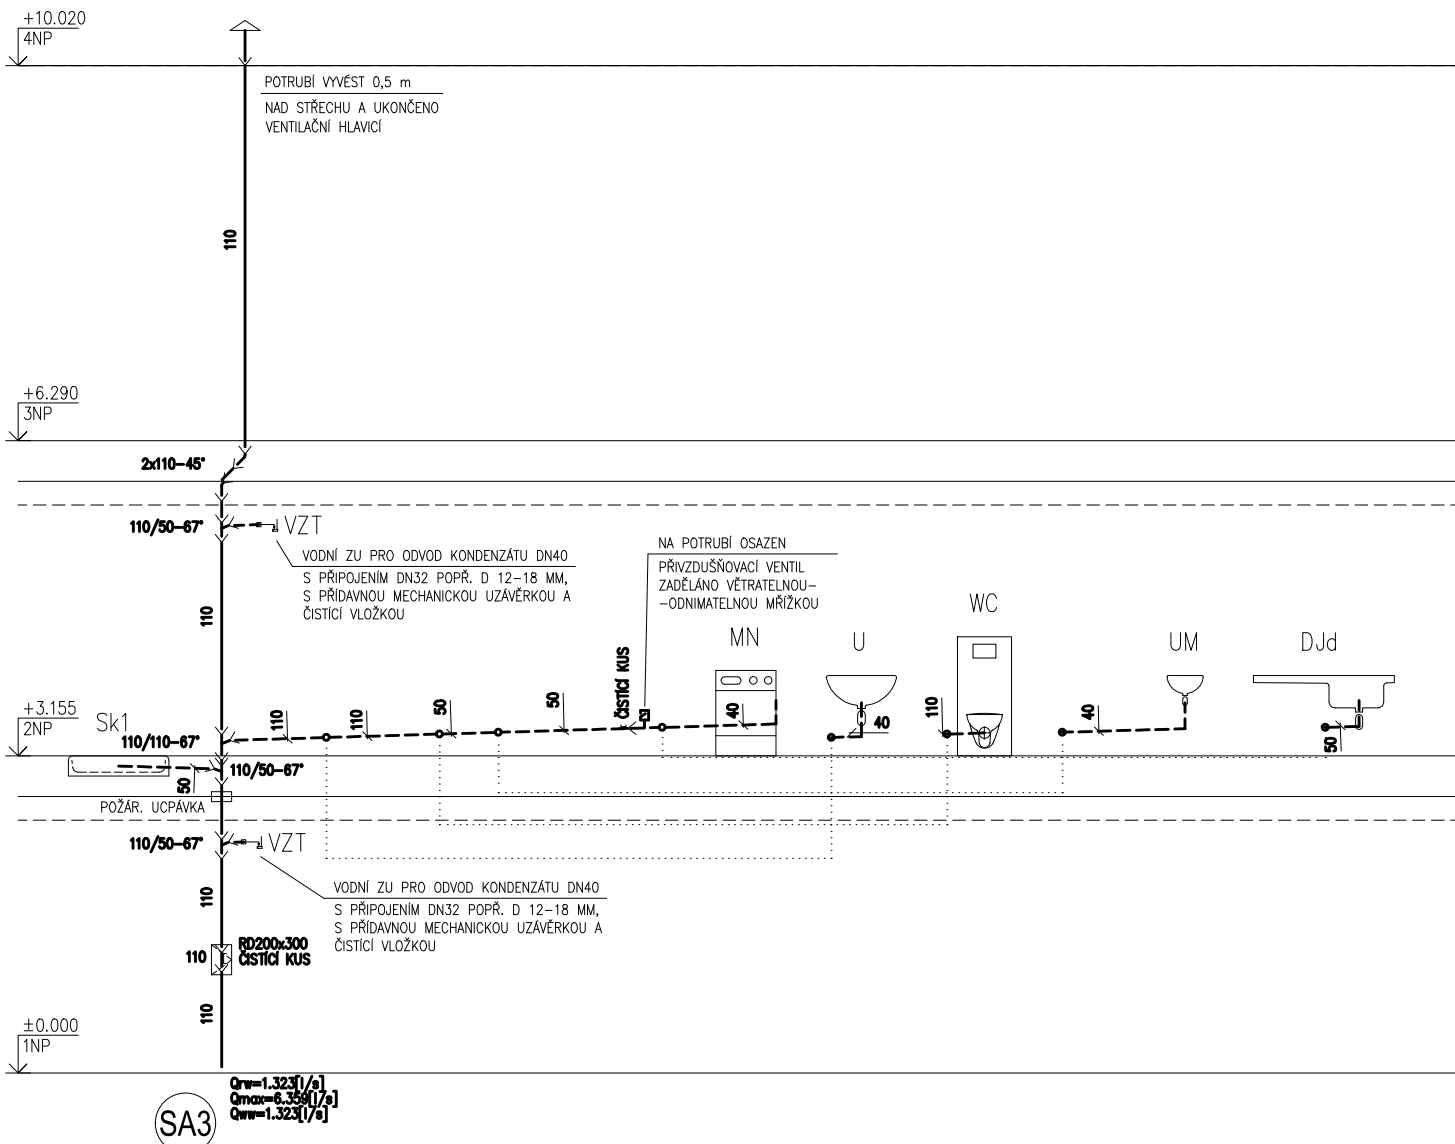 +10.020
4NP
POTRUBÍ VYVÉST 0,5 m
NAD STŘECHU A UKONČENO
VENTILAČNÍ HLAVICÍ
110
+6.290
3NP
2x110-45°
110/50-67°
VZT
VODNÍ ZU PRO ODVOD KONDENZÁTU DN40
S PŘIPOJENÍM DN32 POPŘ. D 12-18 MM,
S PŘÍDAVNOU MECHANICKOU UZÁVĚRKOU A
ČISTÍCÍ VLOŽKOU
NA POTRUBÍ OSAZEN
PŘIVZDUŠŇOVACÍ VENTIL
ZADĚLÁNO VĚTRATELNOU-
-ODNIMATELNOU MŘÍŽKOU
110
MN
U
WC
UM
DJd
ČISTÍCÍ KUS
+3.155
2NP
Sk1
110/110-67°
110
110
50
50
40
40
110
40
50
110/50-67°
50
POŽÁR. UCPÁVKA
110/50-67°
VZT
VODNÍ ZU PRO ODVOD KONDENZÁTU DN40
S PŘIPOJENÍM DN32 POPŘ. D 12-18 MM,
S PŘÍDAVNOU MECHANICKOU UZÁVĚRKOU A
ČISTÍCÍ VLOŽKOU
110
110
RD200x300
ČISTÍCÍ KUS
110
±0.000
1NP
Qrw=1.323[l/s]
Qmax=6.359[l/s]
Qww=1.323[l/s]
SA3